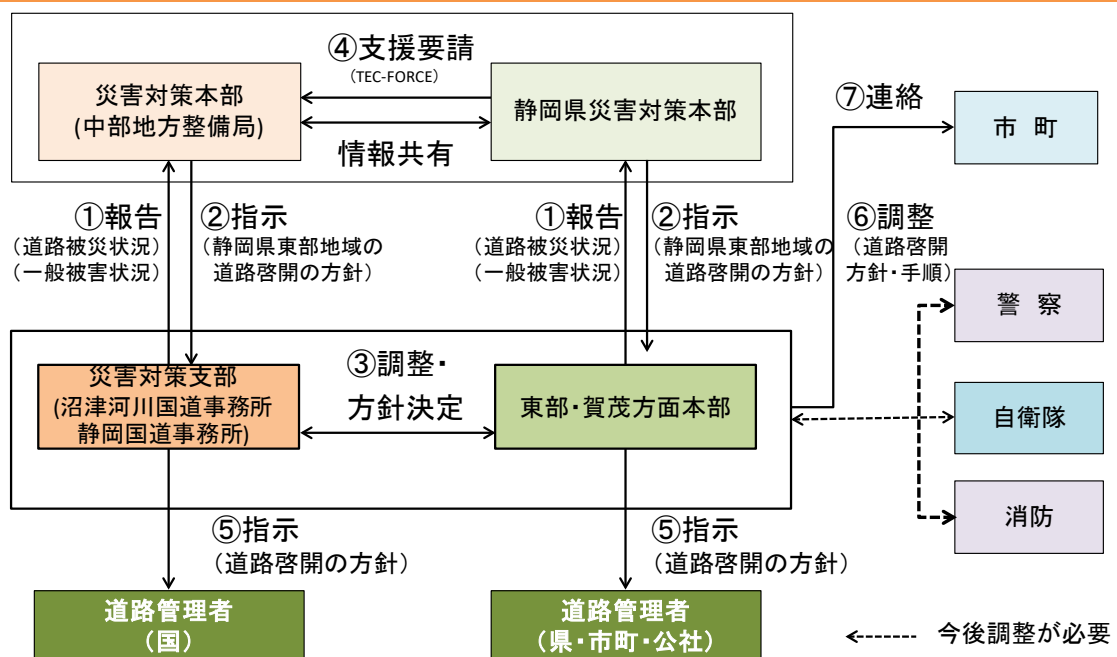 ④支援要請
(TEC-FORCE)
災害対策本部
(中部地方整備局)
静岡県災害対策本部
情報共有
⑦連絡
市 町
①報告
(道路被災状況)
(一般被害状況)
②指示
(静岡県東部地域の
道路啓開の方針)
①報告
(道路被災状況)
(一般被害状況)
②指示
(静岡県東部地域の
道路啓開の方針)
⑥調整
(道路啓開
方針・手順)
警 察
災害対策支部
(沼津河川国道事務所
静岡国道事務所)
③調整・
方針決定
東部・賀茂方面本部
自衛隊
消防
⑤指示
(道路啓開の方針)
⑤指示
(道路啓開の方針)
道路管理者
(国)
道路管理者
(県・市町・公社)
今後調整が必要